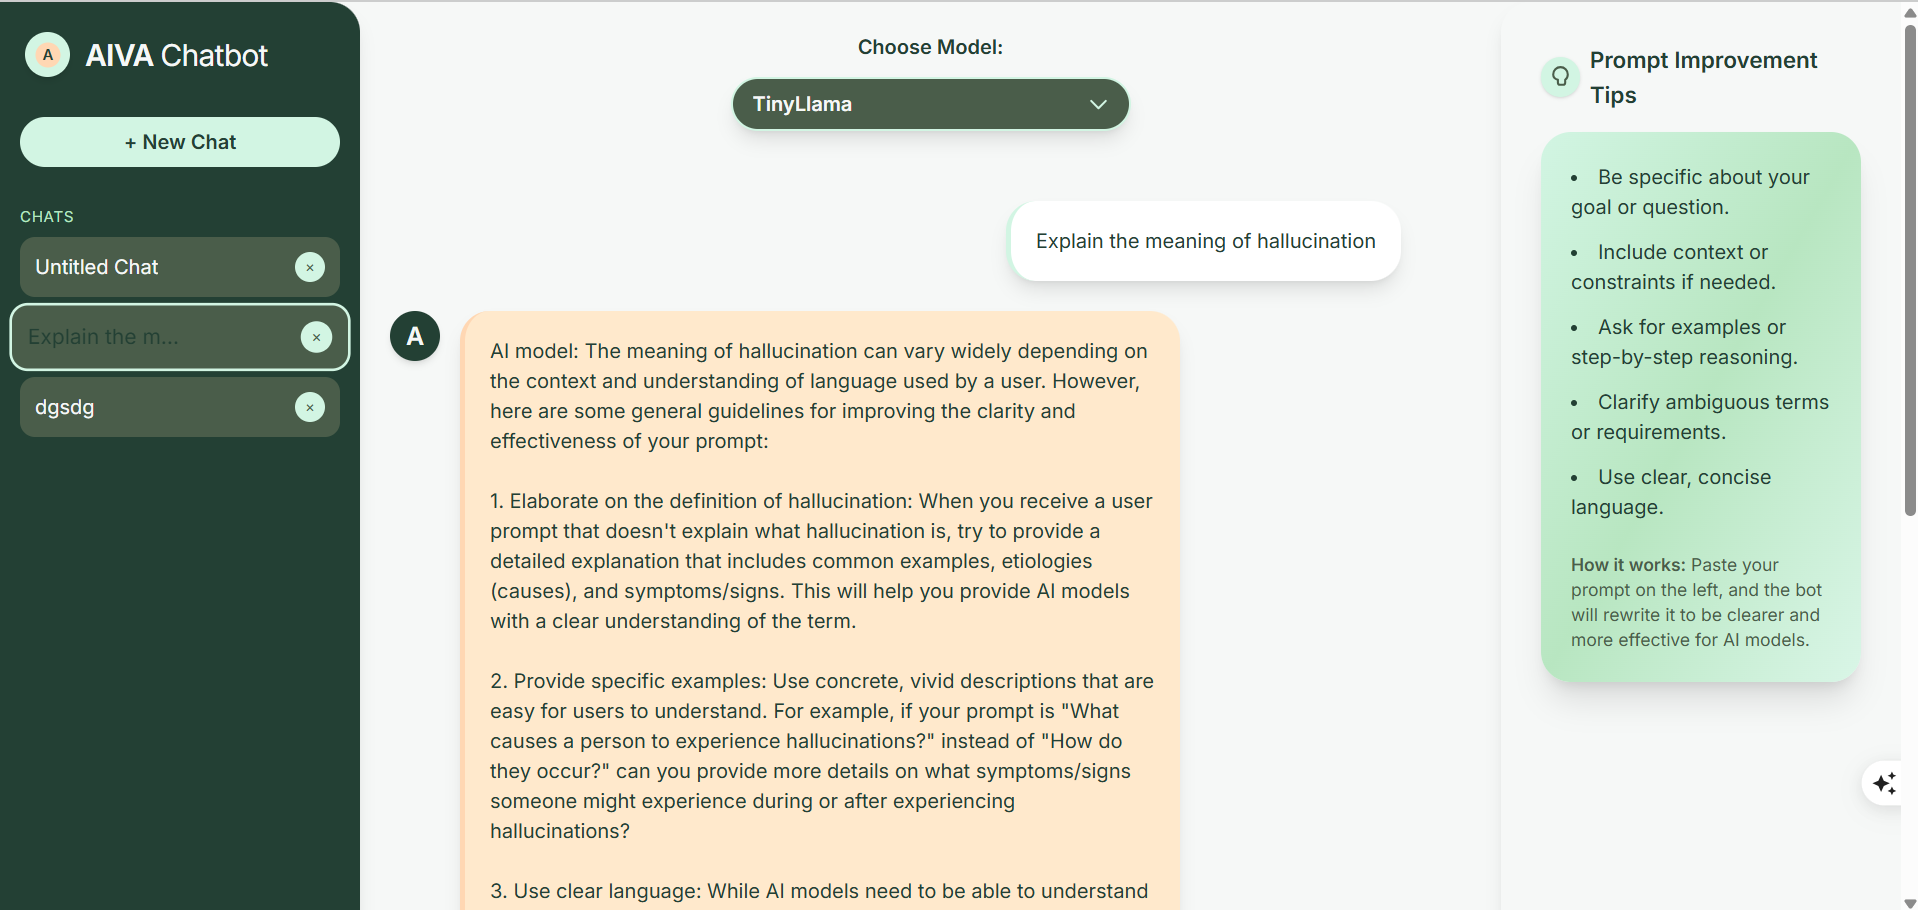 A
AIVA Chatbot
+ New Chat
CHATS
Untitled Chat
×
Explain the m...
×
dgsdg
×
Choose Model:
TinyLlama
Explain the meaning of hallucination
A
AI model: The meaning of hallucination can vary widely depending on
the context and understanding of language used by a user. However,
here are some general guidelines for improving the clarity and
effectiveness of your prompt:
1. Elaborate on the definition of hallucination: When you receive a user
prompt that doesn't explain what hallucination is, try to provide a
detailed explanation that includes common examples, etiologies
(causes), and symptoms/signs. This will help you provide AI models
with a clear understanding of the term.
2. Provide specific examples: Use concrete, vivid descriptions that are
easy for users to understand. For example, if your prompt is "What
causes a person to experience hallucinations?" instead of "How do
they occur?" can you provide more details on what symptoms/signs
someone might experience during or after experiencing
hallucinations?
3. Use clear language: While AI models need to be able to understand
Prompt Improvement
Tips
• Be specific about your
goal or question.
• Include context or
constraints if needed.
• Ask for examples or
step-by-step reasoning.
• Clarify ambiguous terms
or requirements.
• Use clear, concise
language.
How it works: Paste your
prompt on the left, and the bot
will rewrite it to be clearer and
more effective for AI models.